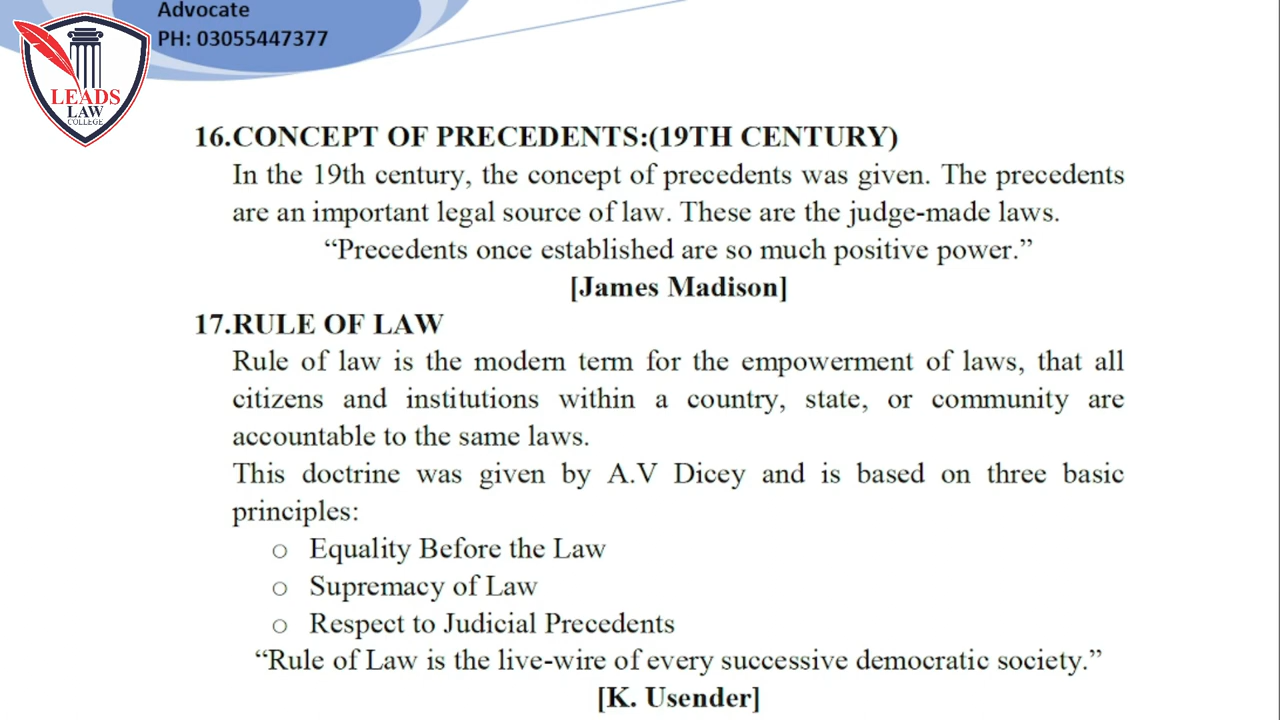 Advocate
PH: 03055447377
LEADS
LAW
COLLEGE
16.CONCEPT OF PRECEDENTS:(19TH CENTURY)
In the 19th century, the concept of precedents was given. The precedents
are an important legal source of law. These are the judge-made laws.
“Precedents once established are so much positive power.”
[James Madison]
17.RULE OF LAW
Rule of law is the modern term for the empowerment of laws, that all
citizens and institutions within a country, state, or community are
accountable to the same laws.
This doctrine was given by A.V Dicey and is based on three basic
principles:
o Equality Before the Law
o Supremacy of Law
o Respect to Judicial Precedents
“Rule of Law is the live-wire of every successive democratic society.”
[K. Usender]